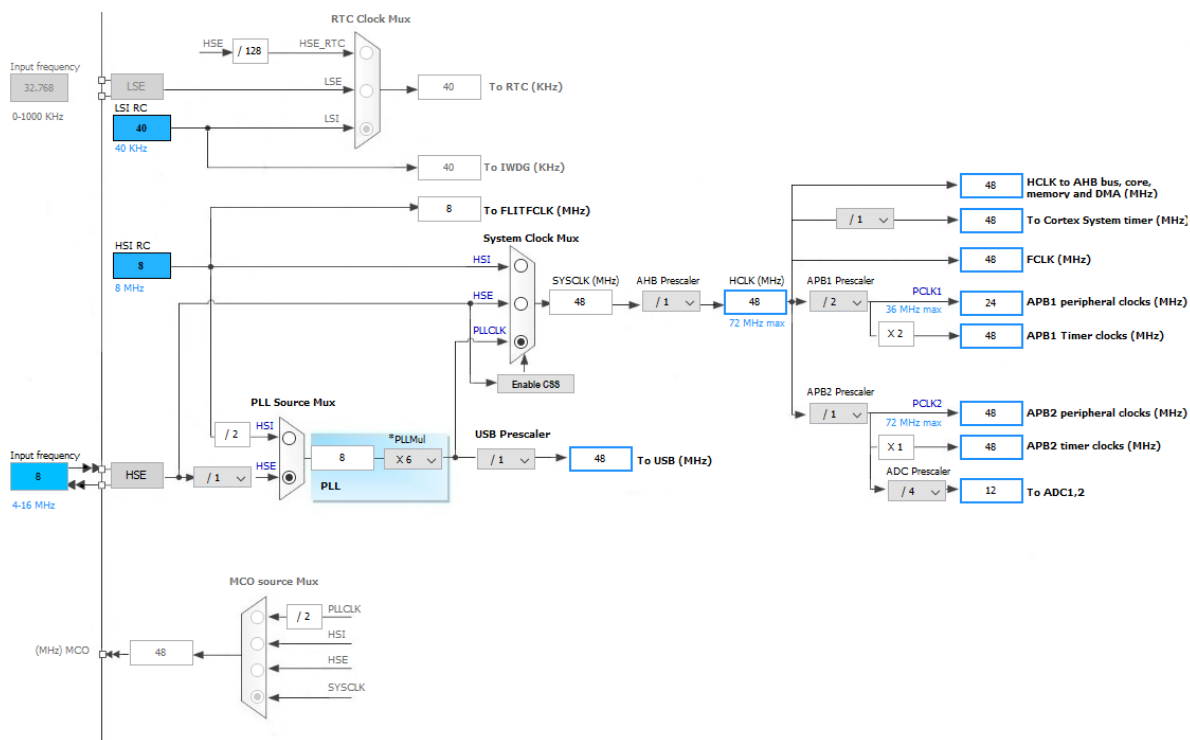 RTC Clock Mux
HSE
/ 128
HSE_RTC
Input frequency
32.768
0-1000 KHz
LSE
LSE
40
To RTC (KHz)
LSI RC
40
40 KHz
LSI
40
To IWDG (KHz)
8
To FLITFCLK (MHz)
HSI RC
8
8 MHz
System Clock Mux
HSI
HSE
PLLCLK
Enable CSS
SYSCLK (MHz)
48
AHB Prescaler
/ 1
HCLK (MHz)
48
72 MHz max
48
HCLK to AHB bus, core,
memory and DMA (MHz)
/ 1
48
To Cortex System timer (MHz)
48
FCLK (MHz)
APB1 Prescaler
/ 2
PCLK1
36 MHz max
24
APB1 peripheral clocks (MHz)
X 2
48
APB1 Timer clocks (MHz)
APB2 Prescaler
/ 1
PCLK2
72 MHz max
48
APB2 peripheral clocks (MHz)
X 1
48
APB2 timer clocks (MHz)
ADC Prescaler
/ 4
12
To ADC1,2
PLL Source Mux
/ 2
HSI
Input frequency
8
4-16 MHz
HSE
/ 1
HSE
8
*PLLMul
X 6
PLL
USB Prescaler
/ 1
48
To USB (MHz)
MCO source Mux
/ 2
PLLCLK
HSI
HSE
SYSCLK
(MHz) MCO
48